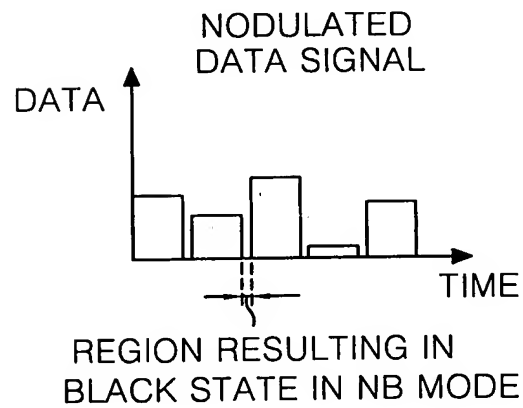 NODULATED
DATA SIGNAL
DATA
TIME
REGION RESULTING IN
BLACK STATE IN NB MODE